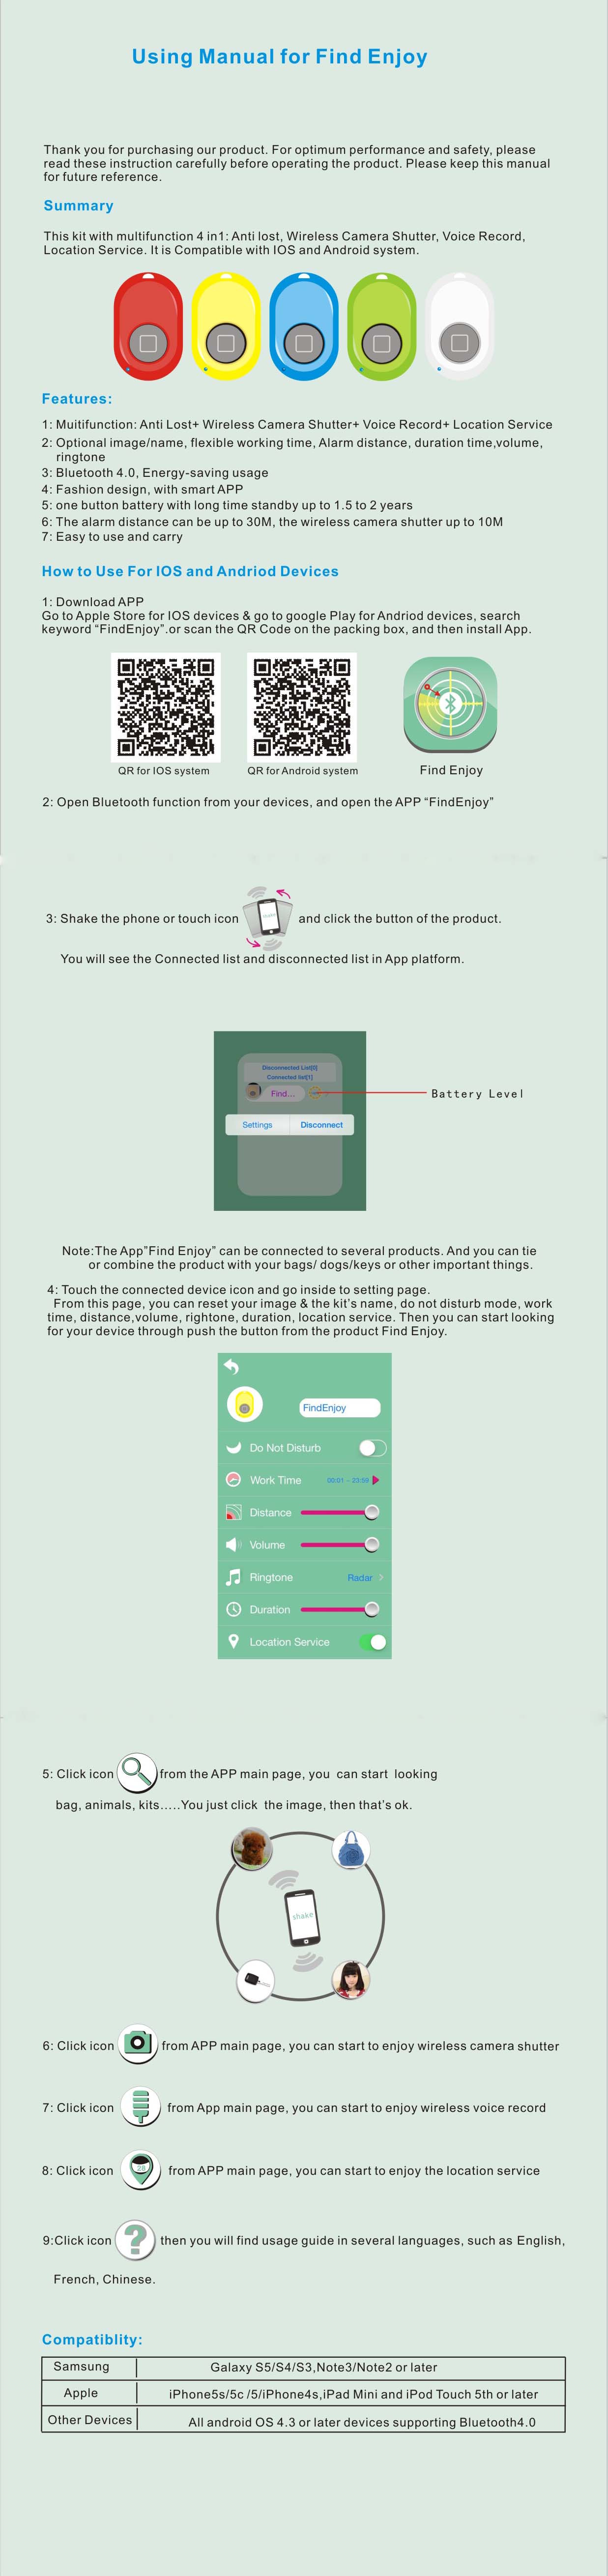 Using Manual for Find Enjoy
Thank you for purchasing our product. For optimum performance and safety, please
read these instruction carefully before operating the product. Please keep this manual
for future reference.
Summary
This kit with multifunction 4 in1: Anti lost, Wireless Camera Shutter, Voice Record,
Location Service. It is Compatible with IOS and Android system.
Features:
1: Muitifunction: Anti Lost+ Wireless Camera Shutter+ Voice Record+ Location Service
2: Optional image/name, flexible working time, Alarm distance, duration time,volume,
ringtone
3: Bluetooth 4.0, Energy-saving usage
4: Fashion design, with smart APP
5: one button battery with long time standby up to 1.5 to 2 years
6: The alarm distance can be up to 30M, the wireless camera shutter up to 10M
7: Easy to use and carry
How to Use For IOS and Andriod Devices
1: Download APP
Go to Apple Store for IOS devices & go to google Play for Andriod devices, search
keyword “FindEnjoy”.or scan the QR Code on the packing box, and then install App.
QR for IOS system
QR for Android system
Find Enjoy
2: Open Bluetooth function from your devices, and open the APP “FindEnjoy”
3: Shake the phone or touch icon shake and click the button of the product.
You will see the Connected list and disconnected list in App platform.
Disconnected List[0]
Connected list[1]
Find...
Battery Level
Settings Disconnect
Note:The App”Find Enjoy” can be connected to several products. And you can tie
or combine the product with your bags/ dogs/keys or other important things.
4: Touch the connected device icon and go inside to setting page.
From this page, you can reset your image & the kit’s name, do not disturb mode, work
time, distance,volume, rightone, duration, location service. Then you can start looking
for your device through push the button from the product Find Enjoy.
FindEnjoy
Do Not Disturb
Work Time 00:01 - 23:59
Distance
Volume
Ringtone Radar >
Duration
Location Service
5: Click icon from the APP main page, you can start looking
bag, animals, kits.....You just click the image, then that’s ok.
shake
6: Click icon from APP main page, you can start to enjoy wireless camera shutter
7: Click icon from App main page, you can start to enjoy wireless voice record
8: Click icon 28 from APP main page, you can start to enjoy the location service
9:Click icon ? then you will find usage guide in several languages, such as English,
French, Chinese.
Compatiblity:
Samsung Galaxy S5/S4/S3,Note3/Note2 or later
Apple iPhone5s/5c /5/iPhone4s,iPad Mini and iPod Touch 5th or later
Other Devices All android OS 4.3 or later devices supporting Bluetooth4.0